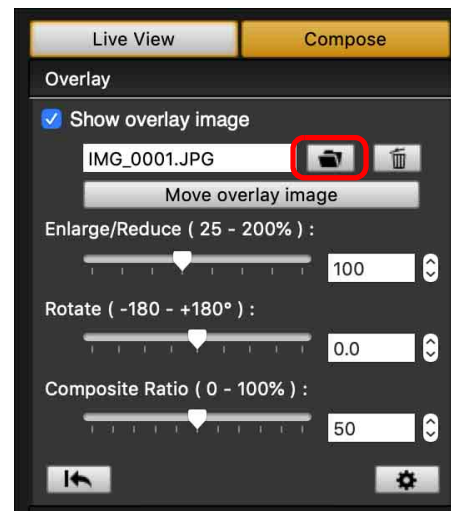 Live View Compose
Overlay
Show overlay image
IMG_0001.JPG
Move overlay image
Enlarge/Reduce ( 25 - 200% ) :
100
Rotate ( -180 - +180° ) :
0.0
Composite Ratio ( 0 - 100% ) :
50